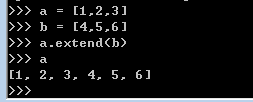 >>> a = [1,2,3]
>>> b = [4,5,6]
>>> a.extend(b)
>>> a
[1, 2, 3, 4, 5, 6]
>>>